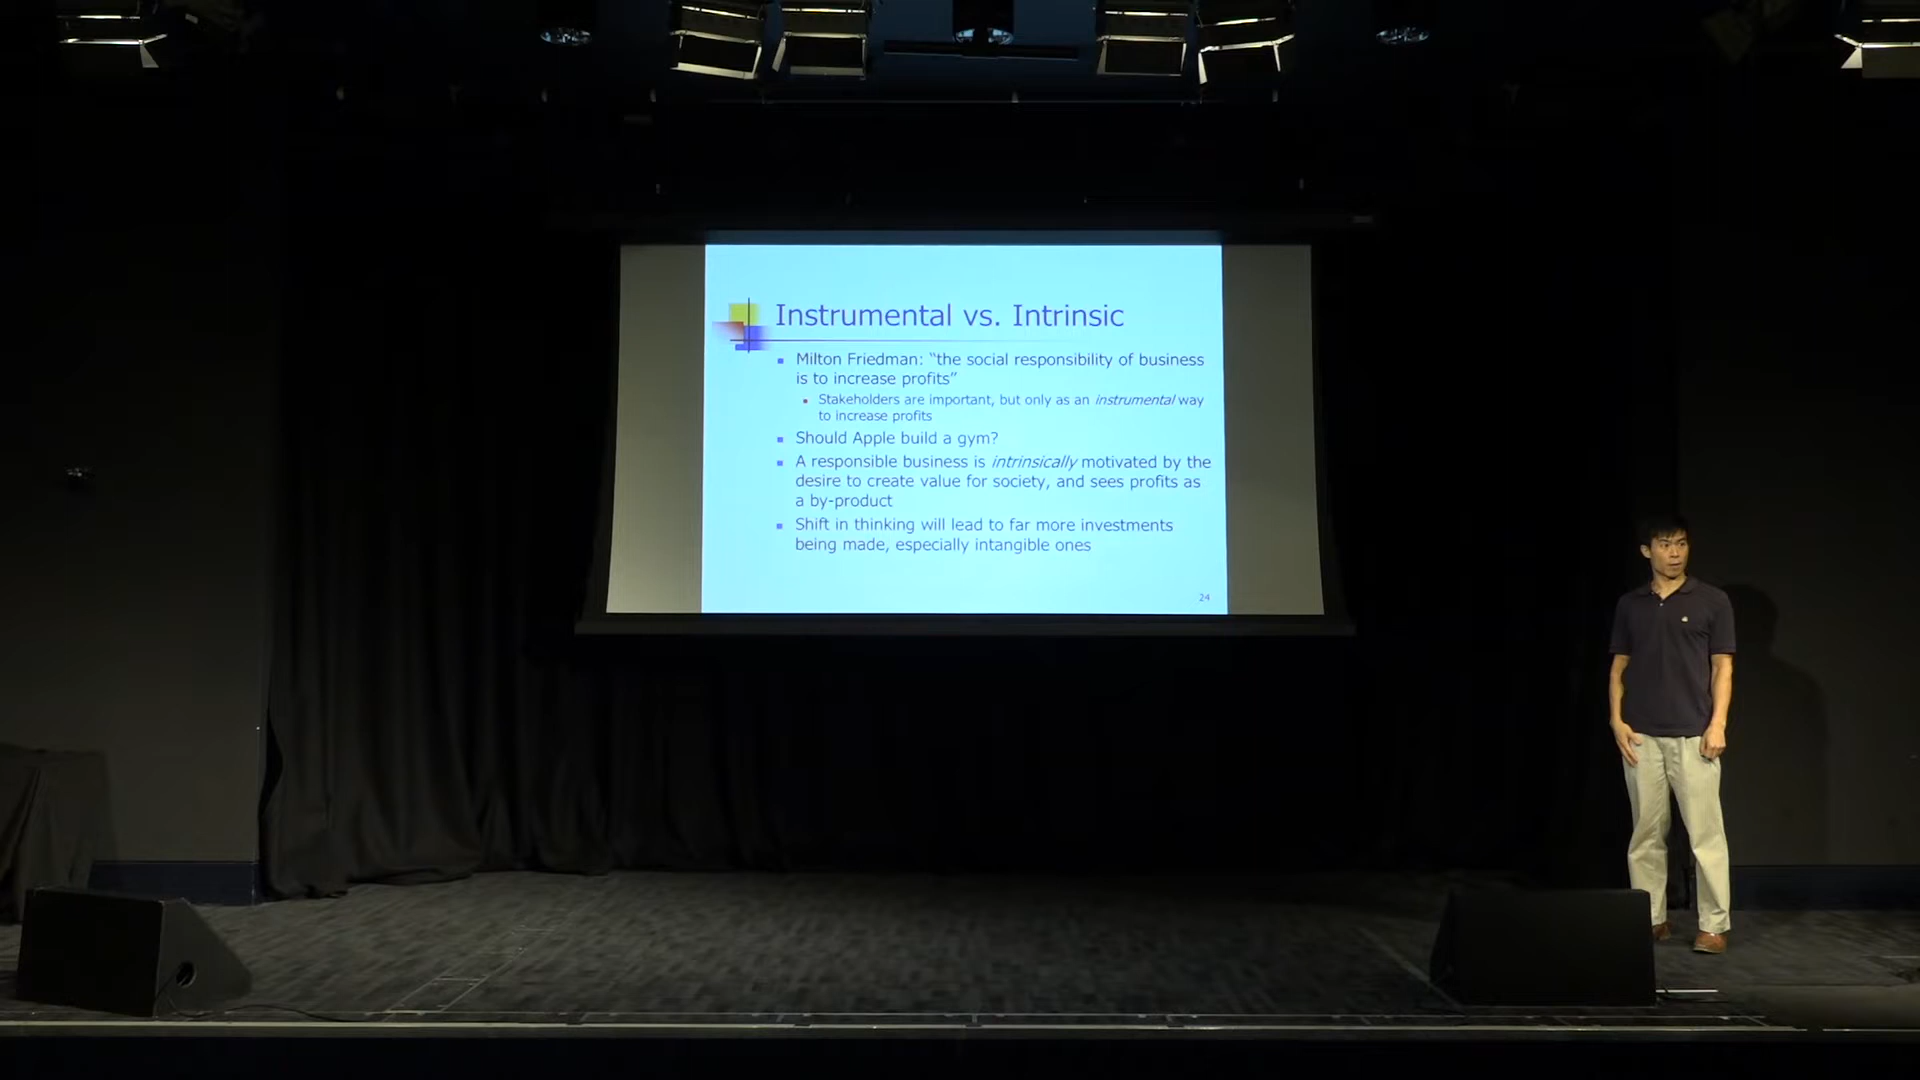 Instrumental vs. Intrinsic
Milton Friedman: “the social responsibility of business
is to increase profits”
Stakeholders are important, but only as an instrumental way
to increase profits
Should Apple build a gym?
A responsible business is intrinsically motivated by the
desire to create value for society, and sees profits as
a by-product
Shift in thinking will lead to far more investments
being made, especially intangible ones
24